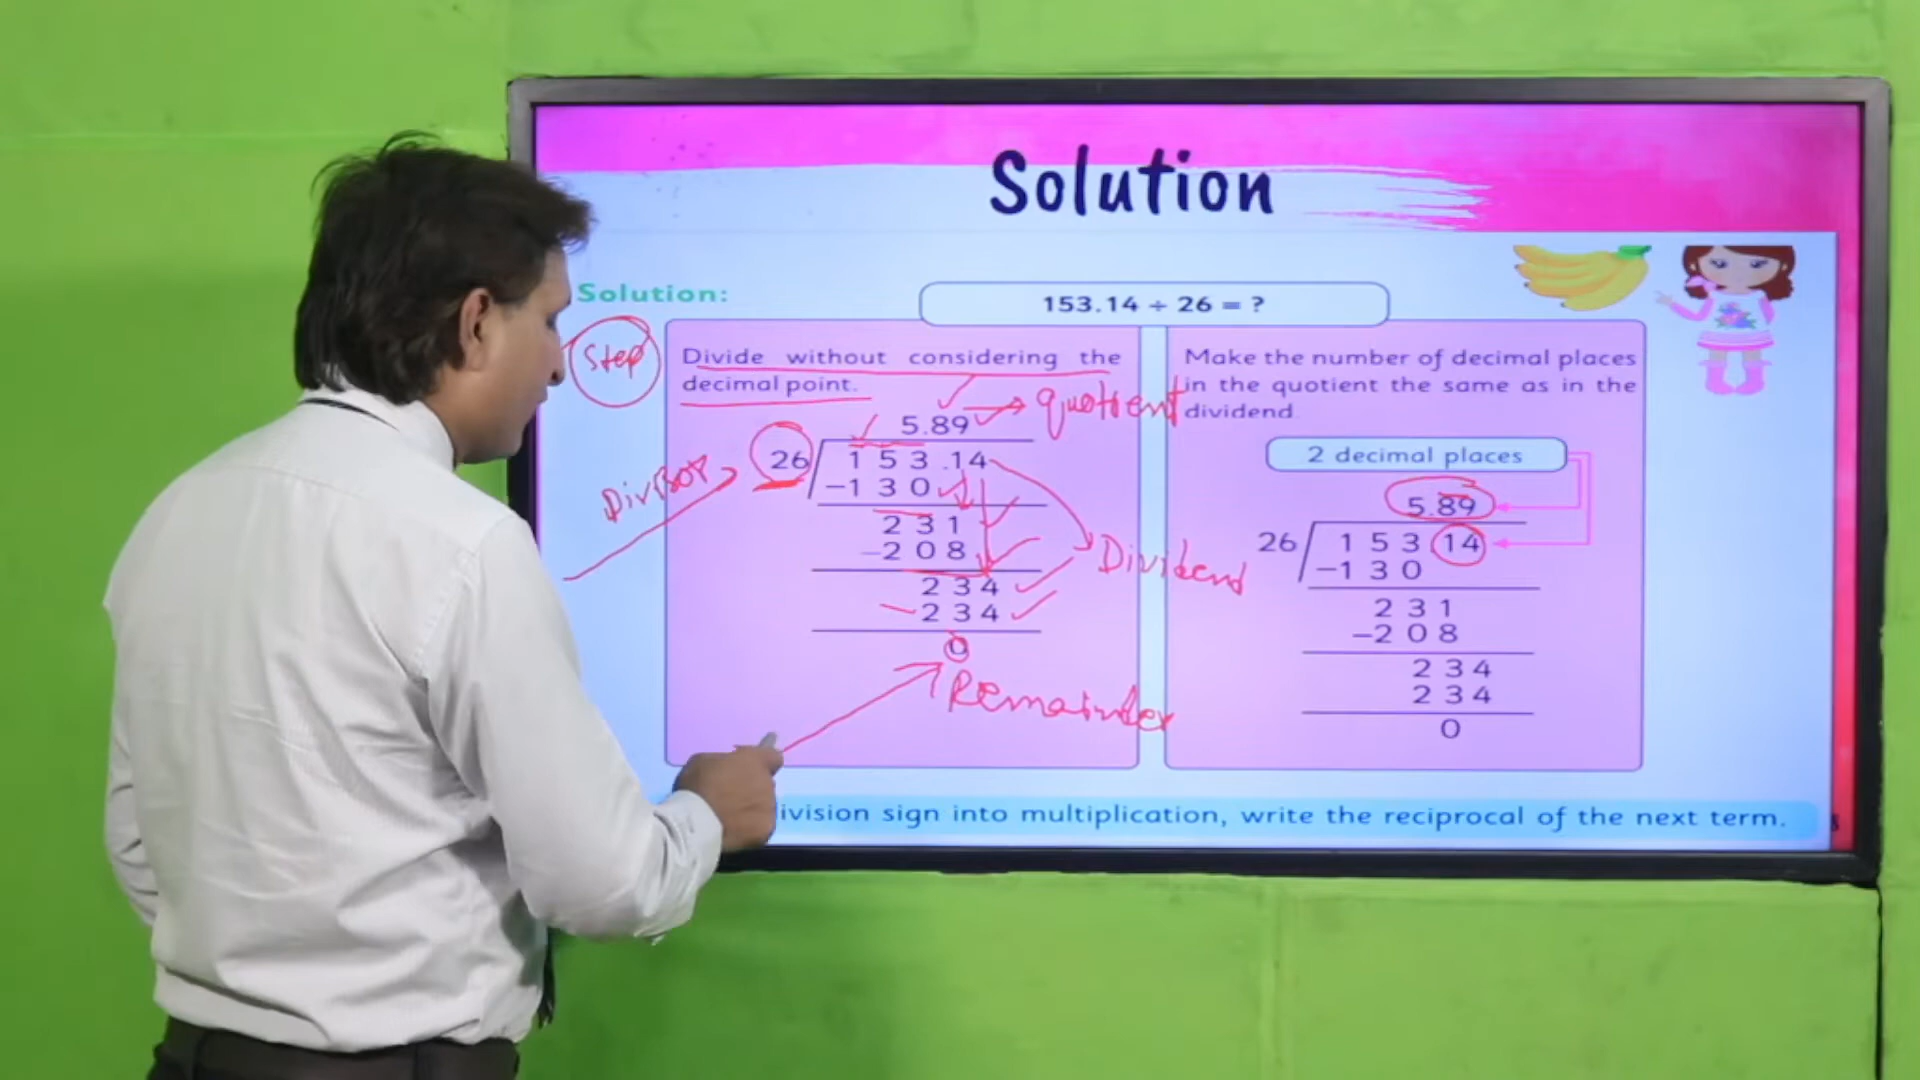 Solution
Solution:
153.14 ÷ 26 = ?
Step
Divide without considering the
decimal point.
5.89
quotient
Divisor
26
153.14
−130
231
−208
Dividend
234
−234
0
Remainder
Make the number of decimal places
in the quotient the same as in the
dividend
2 decimal places
5.89
26
153.14
−130
231
−208
234
234
0
ivision sign into multiplication, write the reciprocal of the next term.